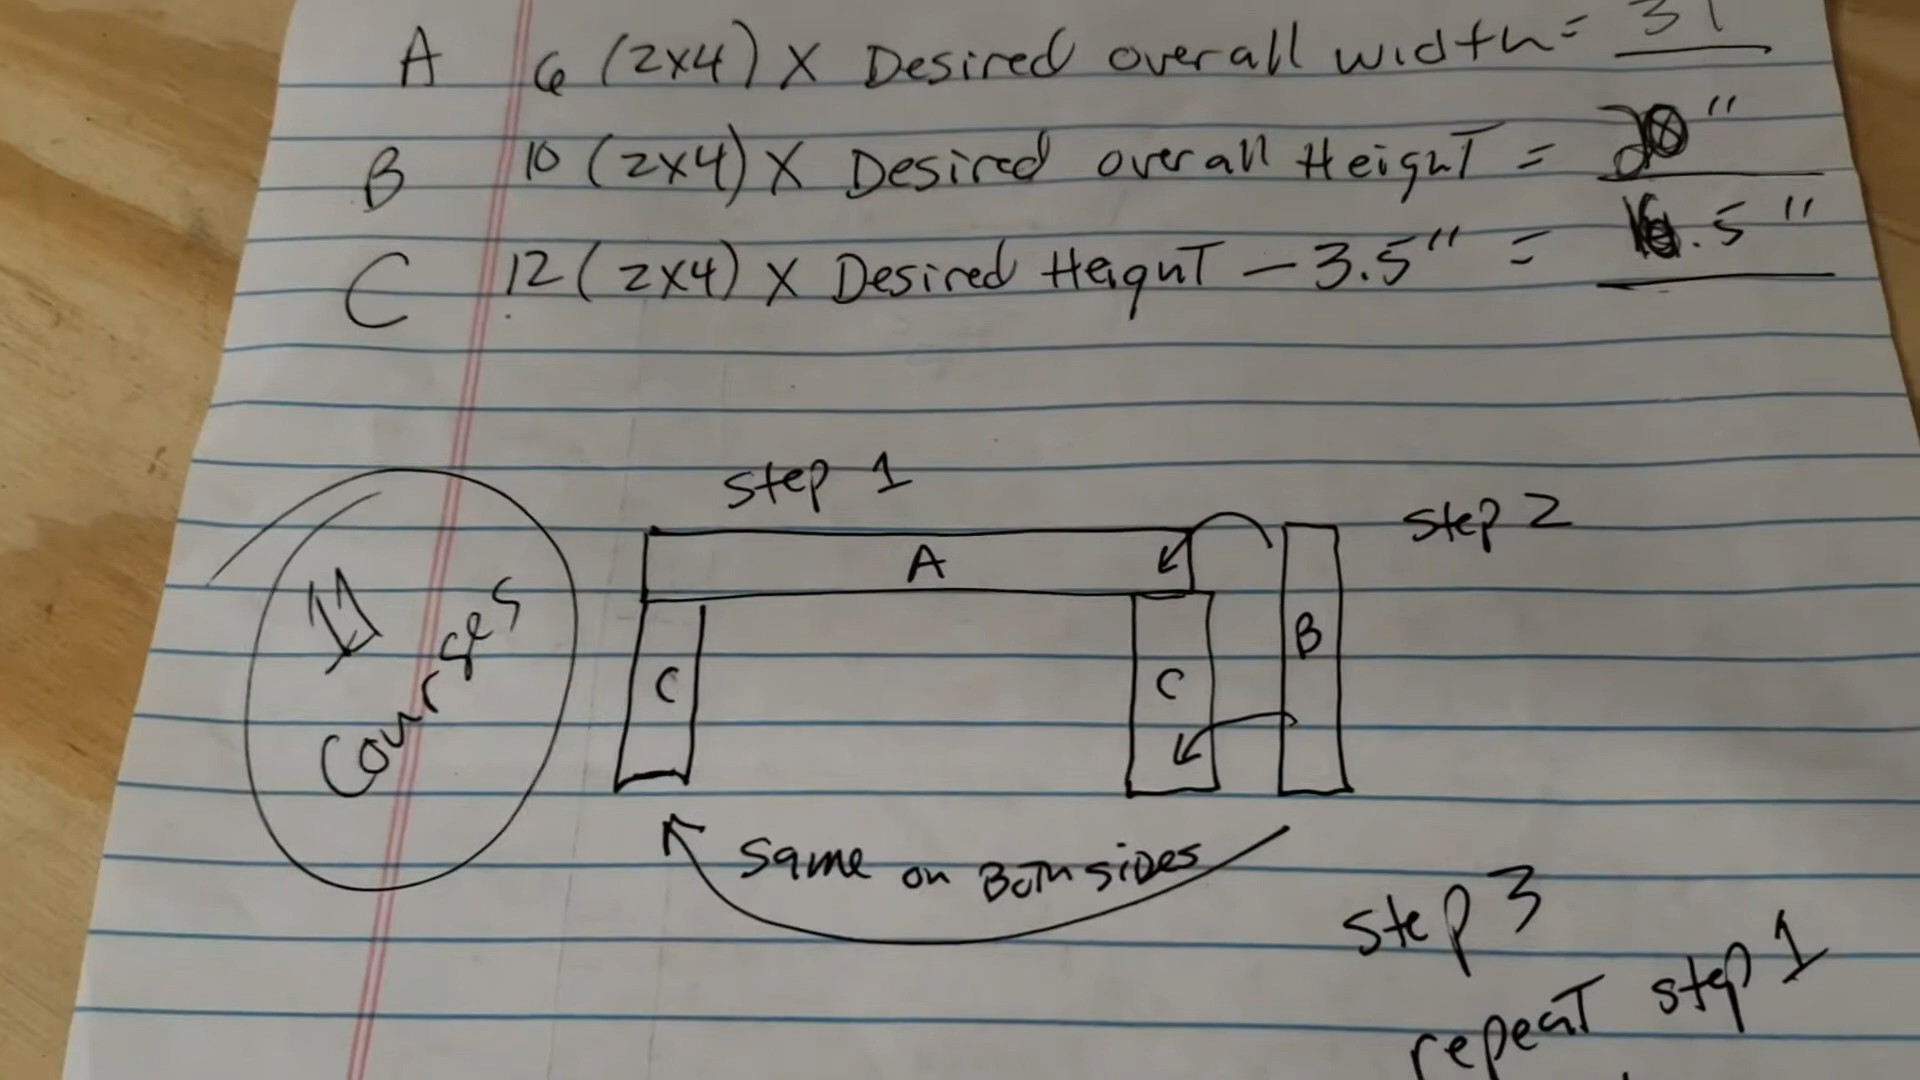 A 6 (2x4) X Desired overall width = 31
B 10 (2x4) X Desired overall Height = 20"
C 12 (2x4) X Desired Height - 3.5" = .5"
step 1
step 2
A
B
C
C
Courses
Same on Both sides
step 3
repeat step 1